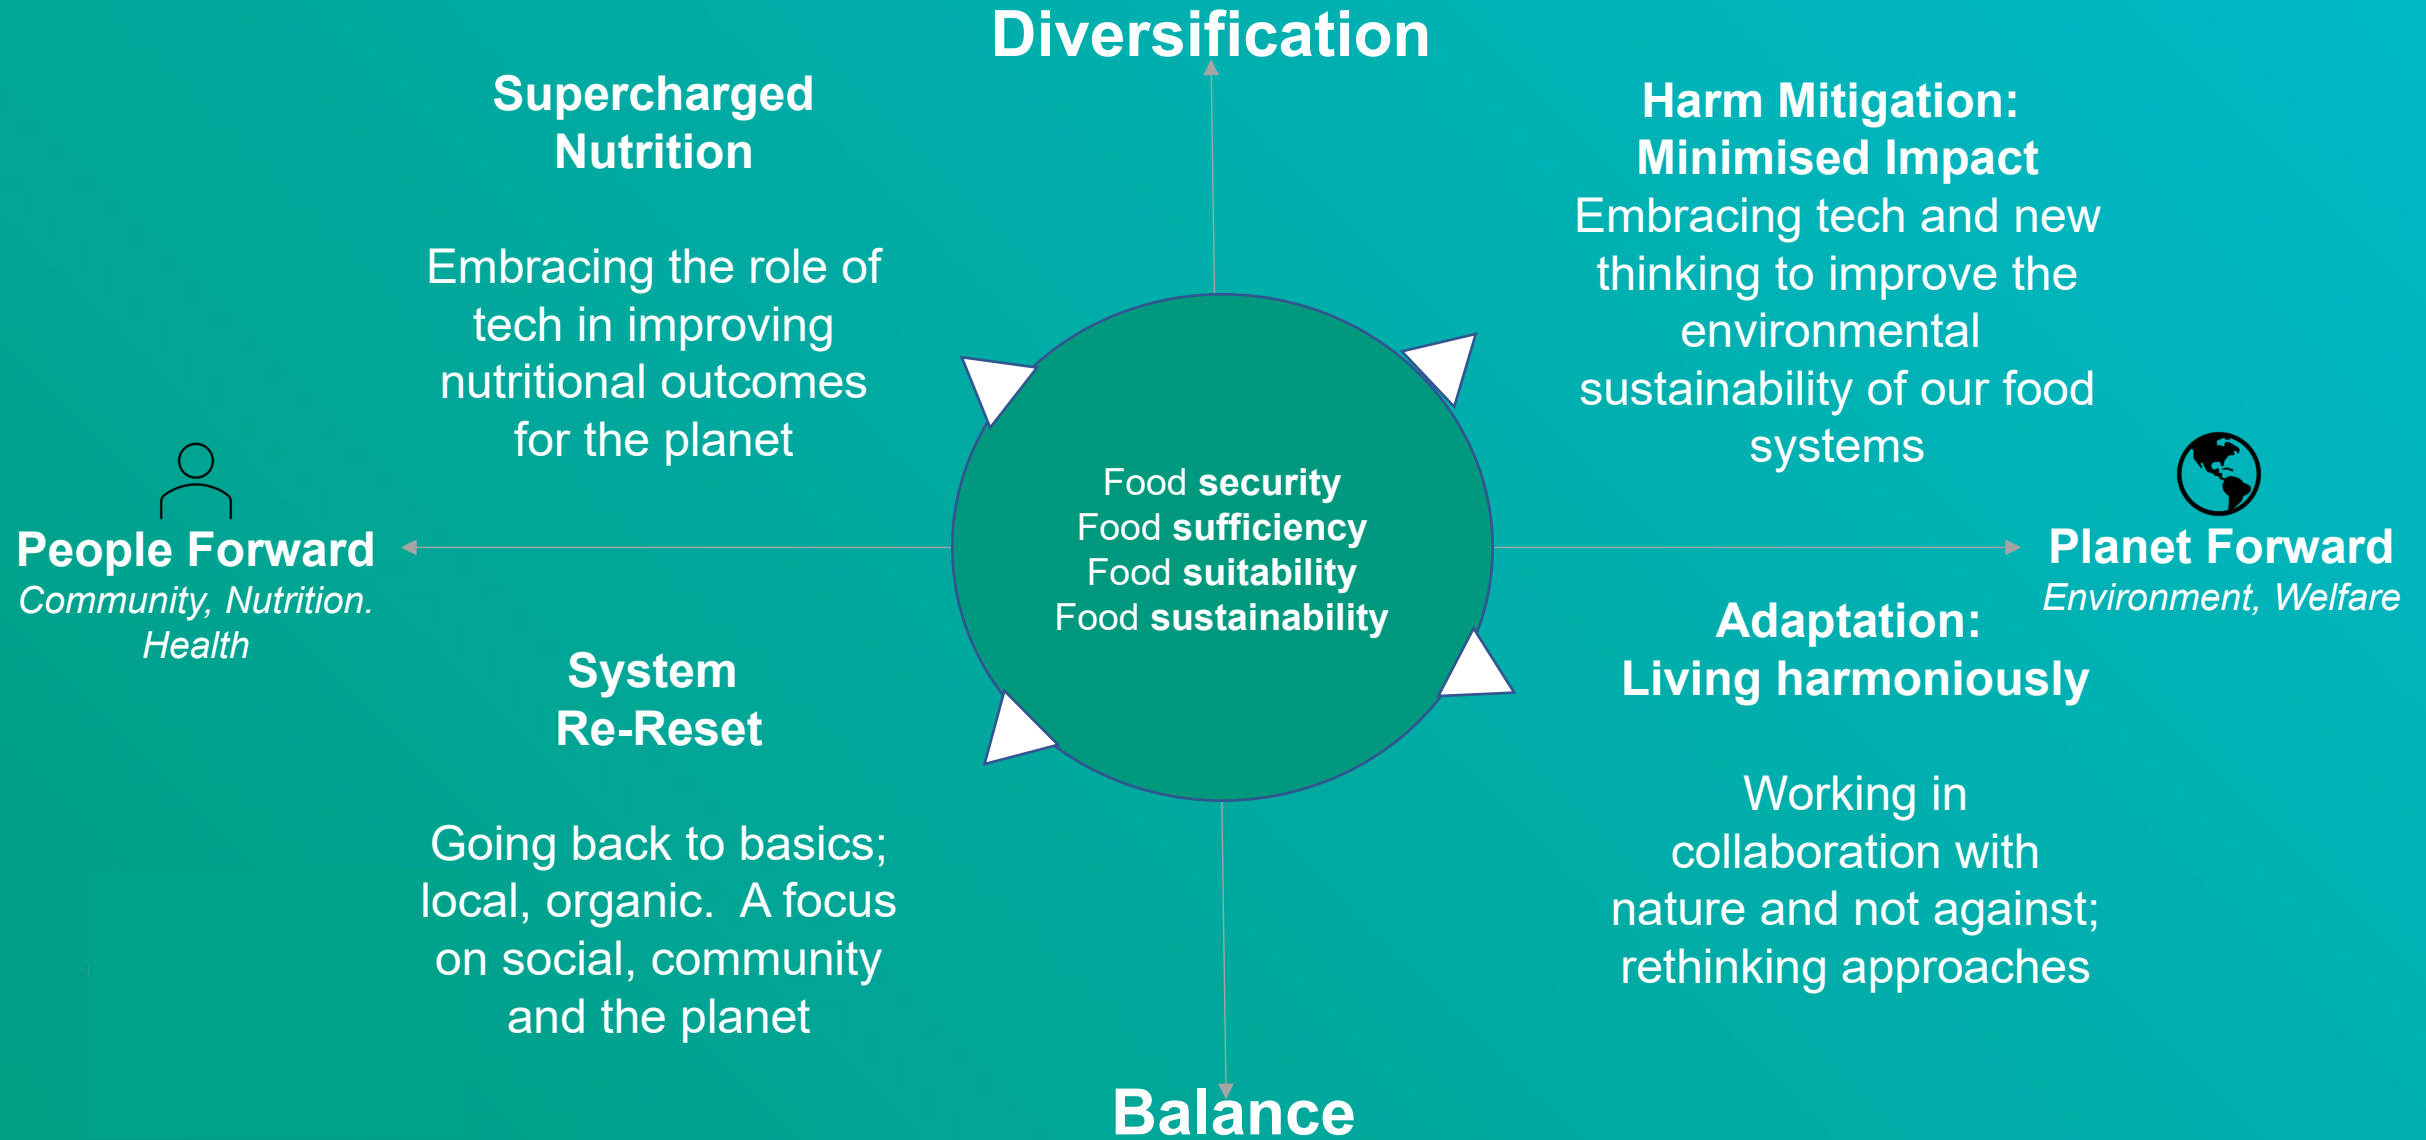 Diversification
Supercharged
Nutrition
Embracing the role of
tech in improving
nutritional outcomes
for the planet
Harm Mitigation:
Minimised Impact
Embracing tech and new
thinking to improve the
environmental
sustainability of our food
systems
People Forward
Community, Nutrition.
Health
Food security
Food sufficiency
Food suitability
Food sustainability
Planet Forward
Environment, Welfare
System
Re-Reset
Going back to basics;
local, organic.  A focus
on social, community
and the planet
Adaptation:
Living harmoniously
Working in
collaboration with
nature and not against;
rethinking approaches
Balance